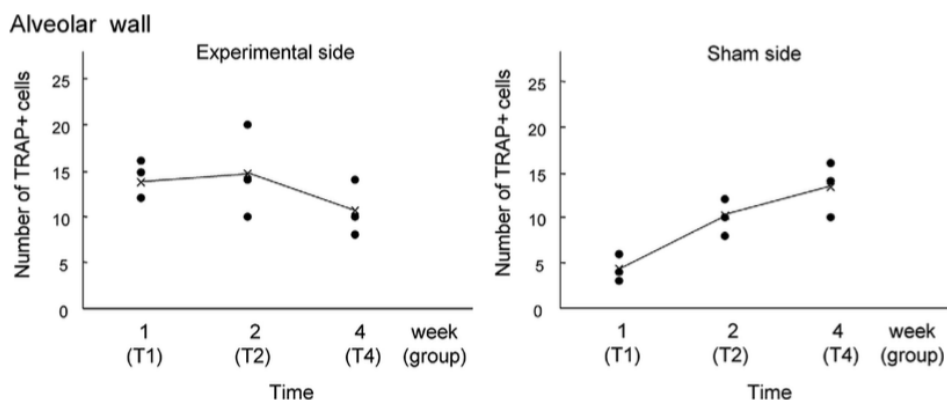 Alveolar wall
Experimental side
Number of TRAP+ cells
25
20
15
10
5
0
1 2 4 week
(T1) (T2) (T4) (group)
Time
Sham side
Number of TRAP+ cells
25
20
15
10
5
0
1 2 4 week
(T1) (T2) (T4) (group)
Time